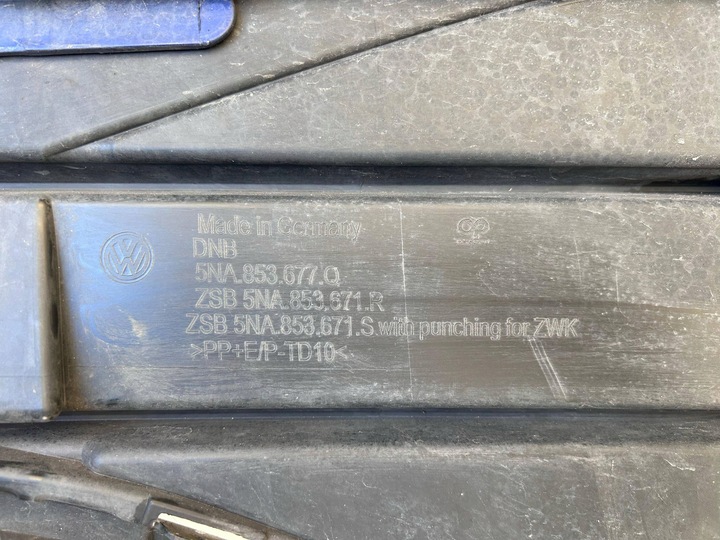 Made in Germany
DNB
5NA.853.677.Q
ZSB.5NA.853.671.R
ZSB.5NA.853.671.S.with punching for ZWK
>PP+E/P-TD10<